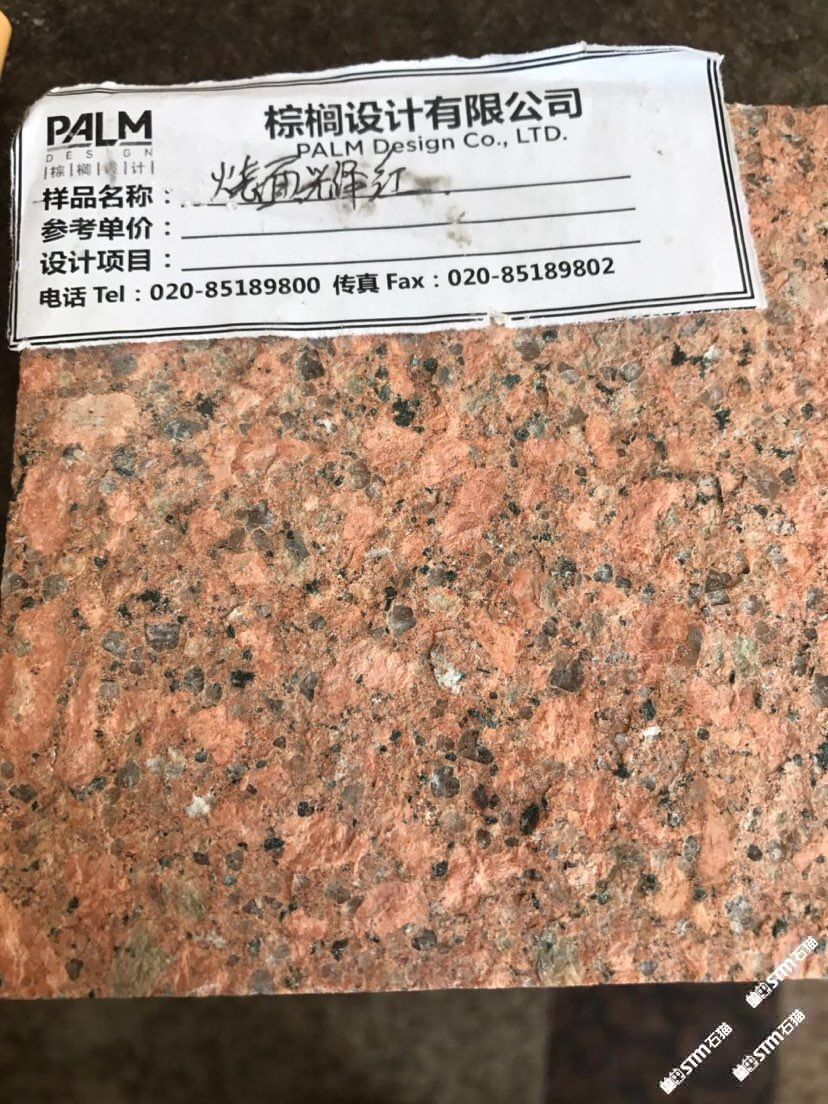 PALM
DESIGN
棕榈设计
棕榈设计有限公司
PALM Design Co., LTD.
样品名称：烧面光泽红
参考单价：
设计项目：
电话 Tel：020-85189800 传真 Fax：020-85189802
STM石猫
STM石猫
STM石猫